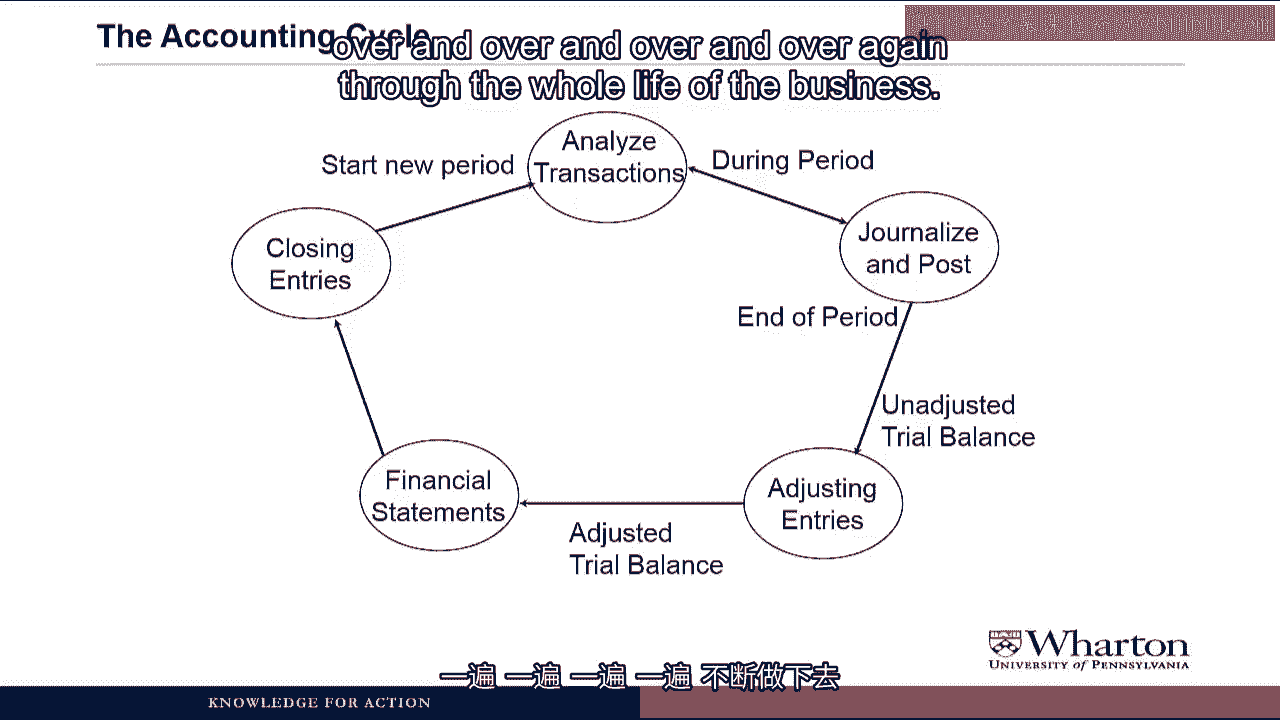 The Accounting Cycle
over and over and over and over again
through the whole life of the business.
Analyze
Transactions
Start new period
During Period
Closing
Entries
Journalize
and Post
End of Period
Unadjusted
Trial Balance
Financial
Statements
Adjusting
Entries
Adjusted
Trial Balance
Wharton
UNIVERSITY of PENNSYLVANIA
一遍 一遍 一遍 一遍 不断做下去
KNOWLEDGE FOR ACTION